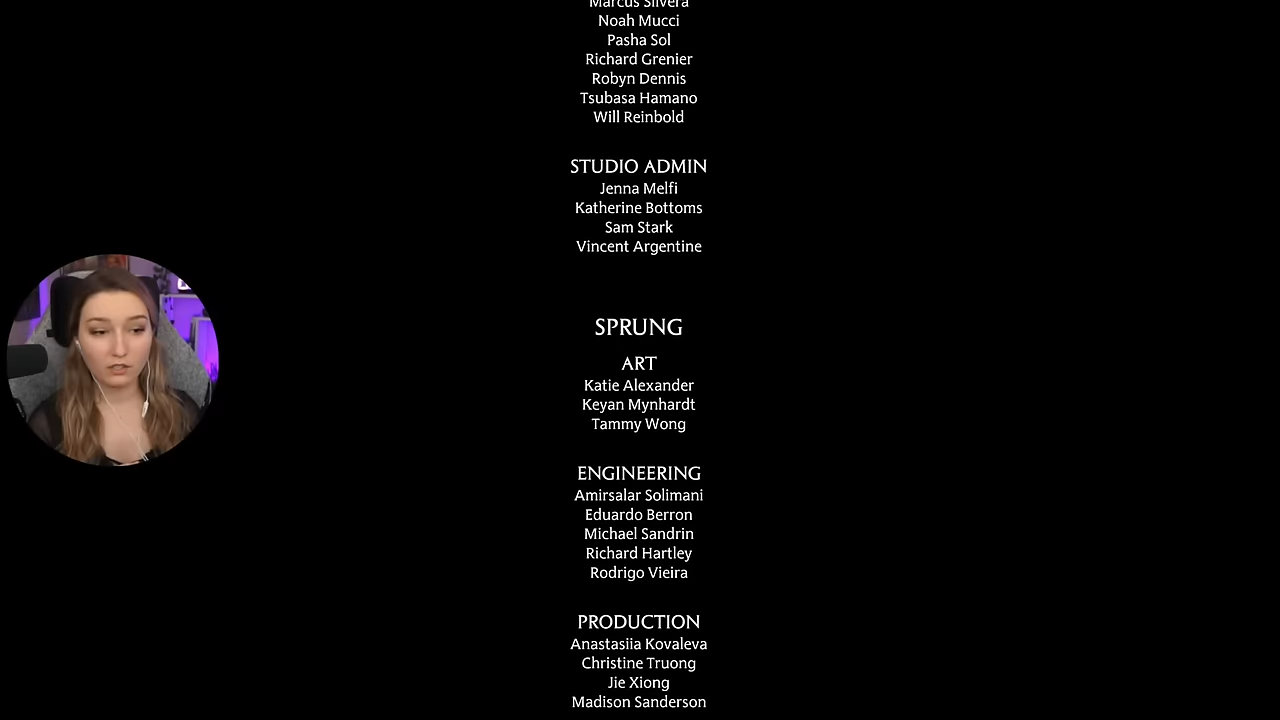 Marcus Silvera
Noah Mucci
Pasha Sol
Richard Grenier
Robyn Dennis
Tsubasa Hamano
Will Reinbold
STUDIO ADMIN
Jenna Melfi
Katherine Bottoms
Sam Stark
Vincent Argentine
SPRUNG
ART
Katie Alexander
Keyan Mynhardt
Tammy Wong
ENGINEERING
Amirsalar Solimani
Eduardo Berron
Michael Sandrin
Richard Hartley
Rodrigo Vieira
PRODUCTION
Anastasiia Kovaleva
Christine Truong
Jie Xiong
Madison Sanderson